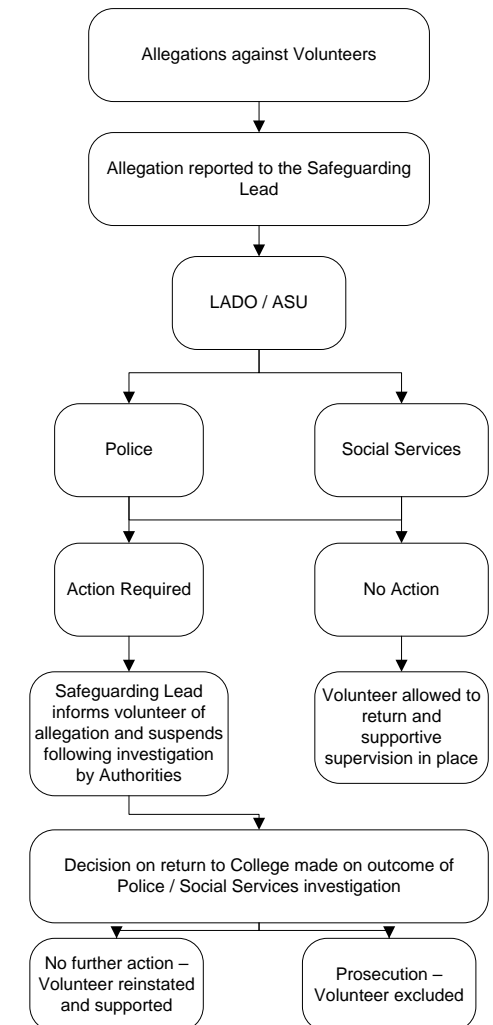 Allegations against Volunteers
Allegation reported to the Safeguarding
Lead
LADO / ASU
Police
Social Services
Action Required
No Action
Safeguarding Lead
informs volunteer of
allegation and suspends
following investigation
by Authorities
Volunteer allowed to
return and
supportive
supervision in place
Decision on return to College made on outcome of
Police / Social Services investigation
No further action –
Volunteer reinstated
and supported
Prosecution –
Volunteer excluded